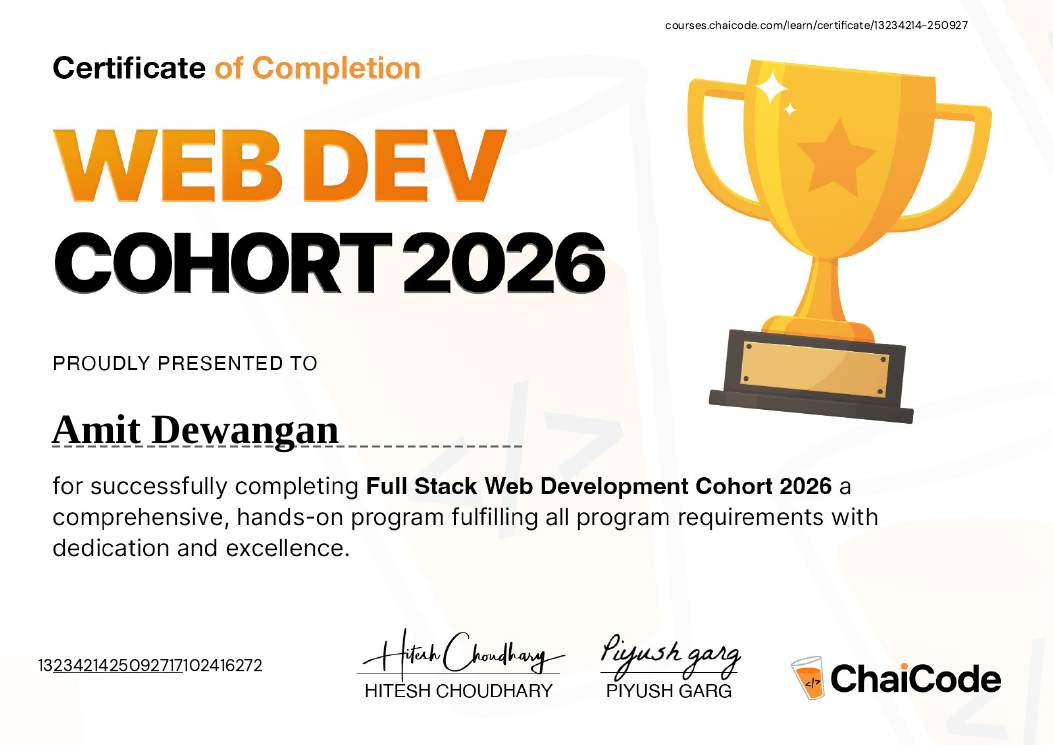 courses.chaicode.com/learn/certificate/13234214-250927
Certificate of Completion
WEB DEV
COHORT 2026
PROUDLY PRESENTED TO
Amit Dewangan
for successfully completing Full Stack Web Development Cohort 2026 a
comprehensive, hands-on program fulfilling all program requirements with
dedication and excellence.
1323421425092717102416272
Hitesh Choudhary
Piyush garg
HITESH CHOUDHARY
PIYUSH GARG
</> ChaiCode